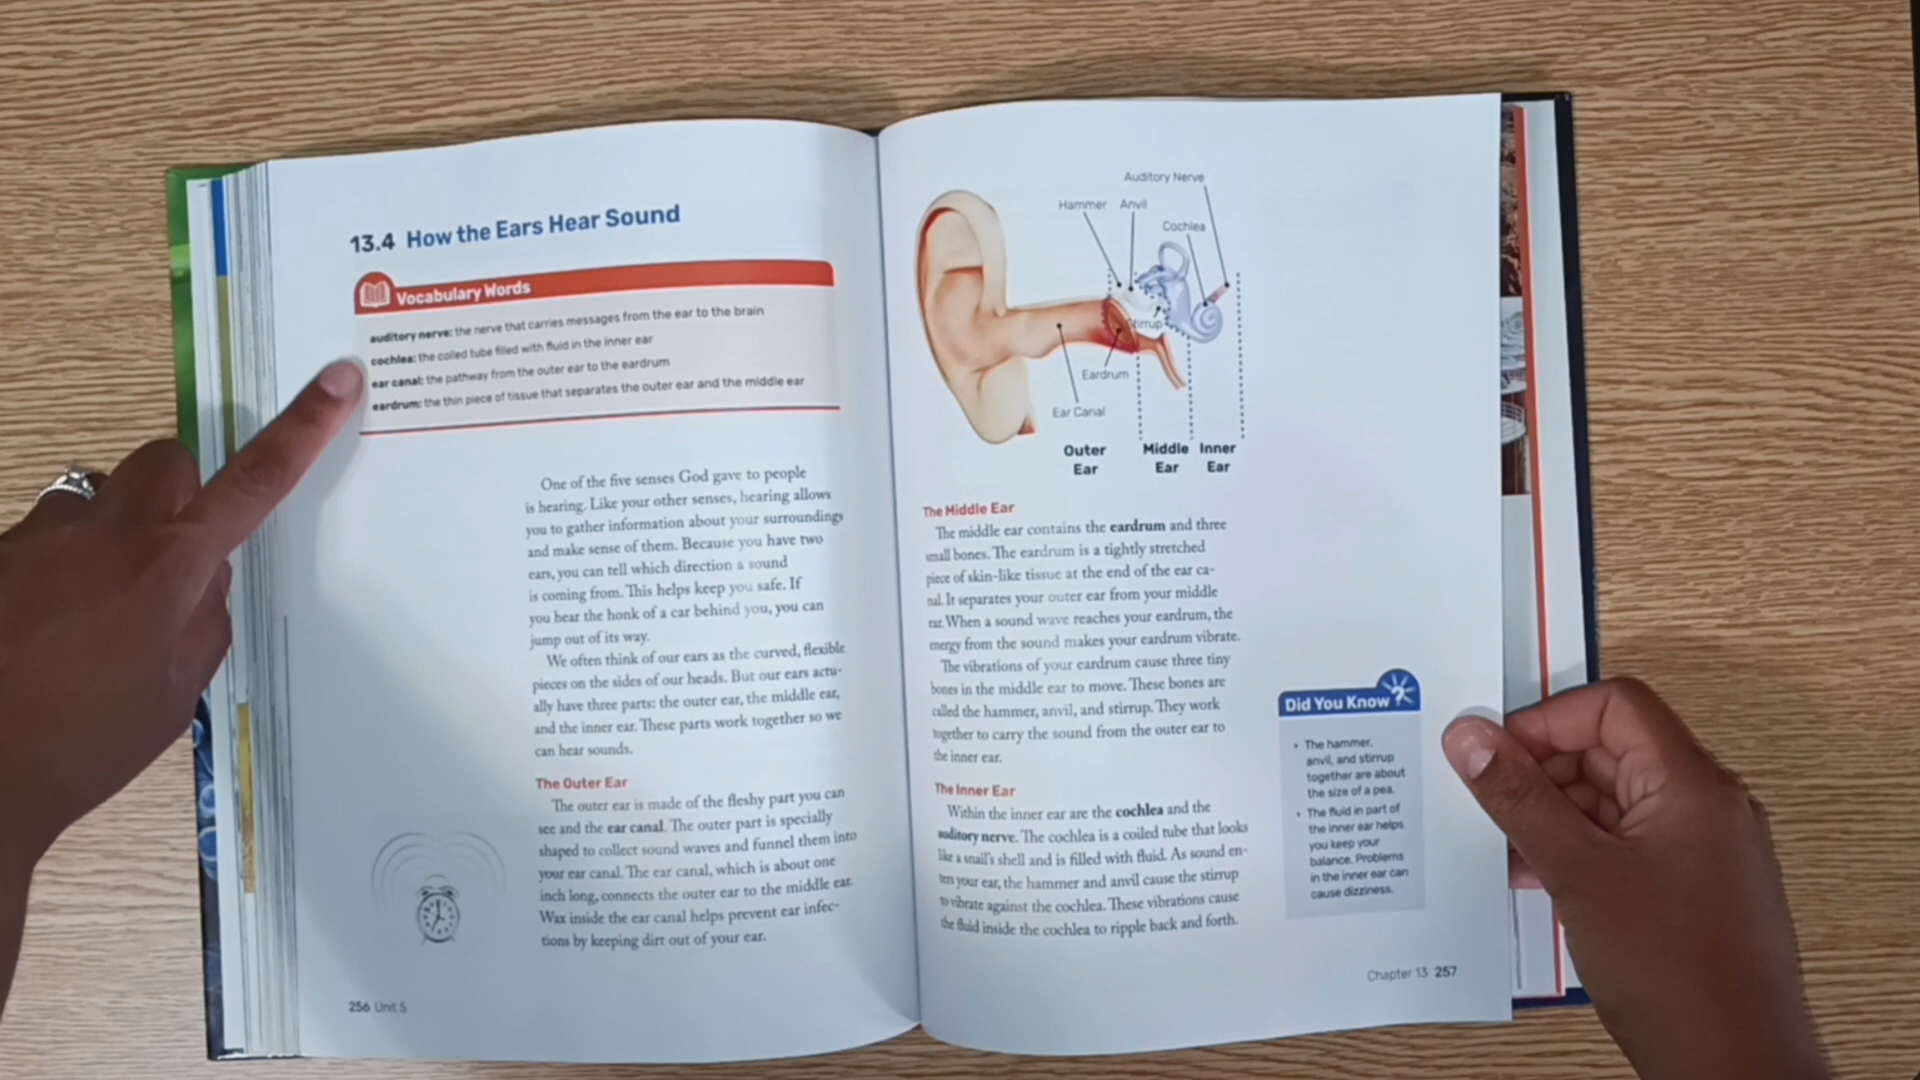 13.4 How the Ears Hear Sound
Vocabulary Words
auditory nerve: the nerve that carries messages from the ear to the brain
cochlea: the coiled tube filled with fluid in the inner ear
ear canal: the pathway from the outer ear to the eardrum
eardrum: the thin piece of tissue that separates the outer ear and the middle ear
One of the five senses God gave to people
is hearing. Like your other senses, hearing allows
you to gather information about your surroundings
and make sense of them. Because you have two
ears, you can tell which direction a sound
is coming from. This helps keep you safe. If
you hear the honk of a car behind you, you can
jump out of its way.
We often think of our ears as the curved, flexible
pieces on the sides of our heads. But our ears actu-
ally have three parts: the outer ear, the middle ear,
and the inner ear. These parts work together so we
can hear sounds.
The Outer Ear
The outer ear is made of the fleshy part you can
see and the ear canal. The outer part is specially
shaped to collect sound waves and funnel them into
your ear canal. The ear canal, which is about one
inch long, connects the outer ear to the middle ear.
Wax inside the ear canal helps prevent ear infec-
tions by keeping dirt out of your ear.
256 Unit 5
Auditory Nerve
Hammer Anvil
Cochlea
Stirrup
Eardrum
Ear Canal
Outer Ear
Middle Ear
Inner Ear
The Middle Ear
The middle ear contains the eardrum and three
small bones. The eardrum is a tightly stretched
piece of skin-like tissue at the end of the ear ca-
nal. It separates your outer ear from your middle
ear. When a sound wave reaches your eardrum, the
energy from the sound makes your eardrum vibrate.
The vibrations of your eardrum cause three tiny
bones in the middle ear to move. These bones are
called the hammer, anvil, and stirrup. They work
together to carry the sound from the outer ear to
the inner ear.
The Inner Ear
Within the inner ear are the cochlea and the
auditory nerve. The cochlea is a coiled tube that looks
like a snail's shell and is filled with fluid. As sound en-
ters your ear, the hammer and anvil cause the stirrup
to vibrate against the cochlea. These vibrations cause
the fluid inside the cochlea to ripple back and forth.
Did You Know?
• The hammer,
anvil, and stirrup
together are about
the size of a pea.
• The fluid in part of
the inner ear helps
you keep your
balance. Problems
in the inner ear can
cause dizziness.
Chapter 13 257